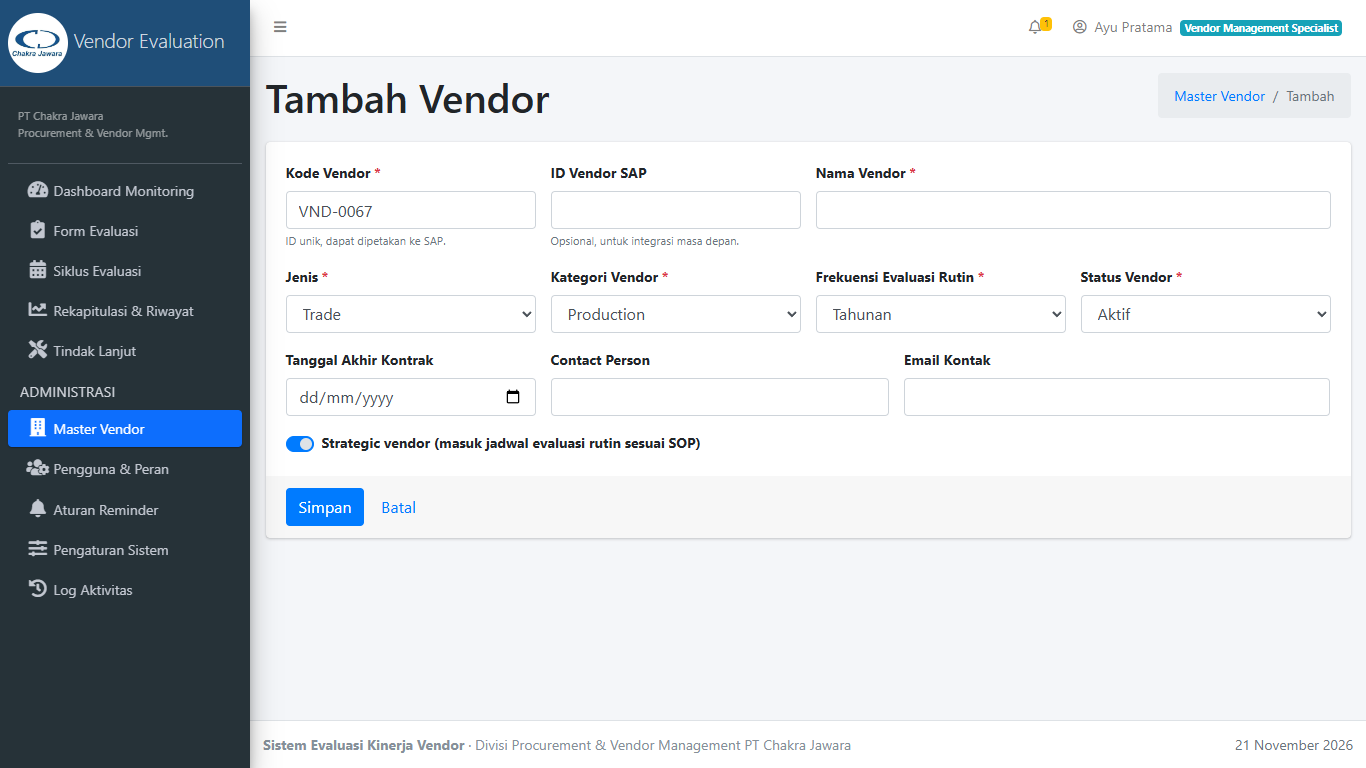 Chakra Jawara
Vendor Evaluation
PT Chakra Jawara
Procurement & Vendor Mgmt.
Dashboard Monitoring
Form Evaluasi
Siklus Evaluasi
Rekapitulasi & Riwayat
Tindak Lanjut
ADMINISTRASI
Master Vendor
Pengguna & Peran
Aturan Reminder
Pengaturan Sistem
Log Aktivitas
1 Ayu Pratama Vendor Management Specialist
Tambah Vendor
Master Vendor / Tambah
Kode Vendor * ID Vendor SAP Nama Vendor *
VND-0067
ID unik, dapat dipetakan ke SAP. Opsional, untuk integrasi masa depan.
Jenis * Kategori Vendor * Frekuensi Evaluasi Rutin * Status Vendor *
Trade Production Tahunan Aktif
Tanggal Akhir Kontrak Contact Person Email Kontak
dd/mm/yyyy
Strategic vendor (masuk jadwal evaluasi rutin sesuai SOP)
Simpan Batal
Sistem Evaluasi Kinerja Vendor · Divisi Procurement & Vendor Management PT Chakra Jawara 21 November 2026